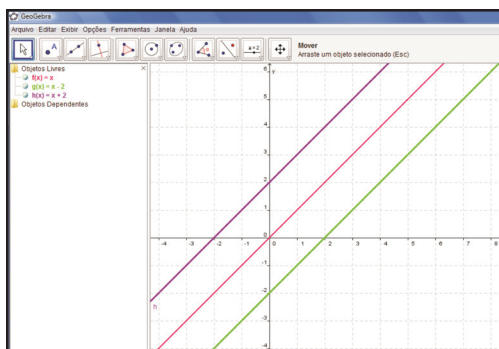 GeoGebra
Arquivo Editar Exibir Opções Ferramentas Janela Ajuda
A
a=2
Mover
Arraste um objeto selecionado (Esc)
Objetos Livres
f(x) = x
g(x) = x - 2
h(x) = x + 2
Objetos Dependentes
6
y
5
4
3
2
1
0
-4 -3 -2 -1 0 1 2 3 4 5 6 7 8
-1
-2
-3
-4
h